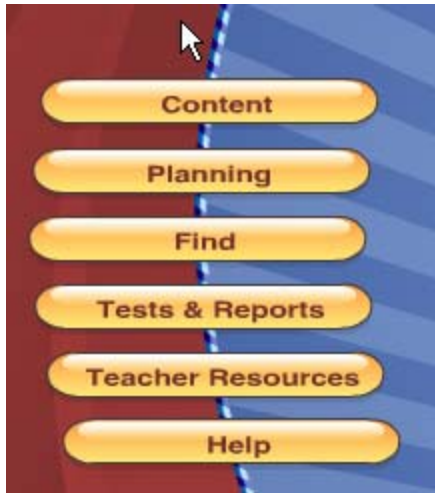 Content
Planning
Find
Tests & Reports
Teacher Resources
Help